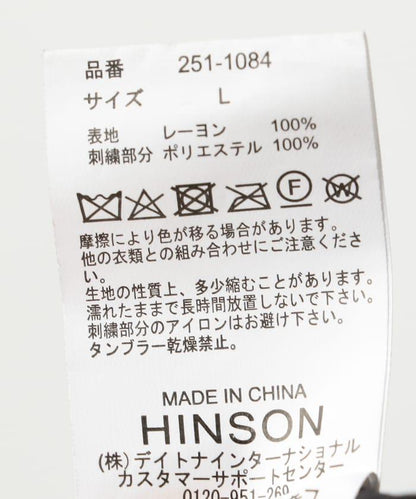 品番 251-1084
サイズ L
表地 レーヨン 100%
刺繍部分 ポリエステル 100%
F
W
摩擦により色が移る場合があります。
他の衣類との組み合わせにご注意くださ
い。
生地の性質上、多少縮むことがあります。
濡れたままで長時間放置しないで下さい。
刺繍部分のアイロンはお避け下さい。
タンブラー乾燥禁止。
MADE IN CHINA
HINSON
(株)デイトナインターナショナル
カスタマーサポートセンター
0120-951-269